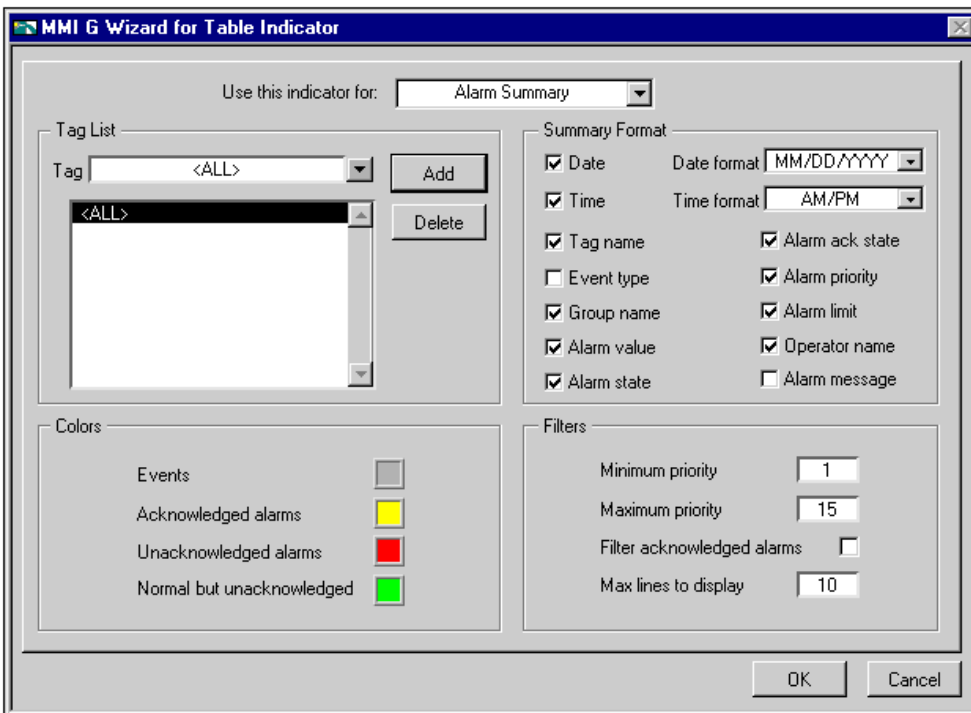 MMI G Wizard for Table Indicator
Use this indicator for: Alarm Summary
Tag List
Tag <ALL> Add
<ALL>
Delete
Summary Format
Date Date format MM/DD/YYYY
Time Time format AM/PM
Tag name Alarm ack state
Event type Alarm priority
Group name Alarm limit
Alarm value Operator name
Alarm state Alarm message
Colors
Events
Acknowledged alarms
Unacknowledged alarms
Normal but unacknowledged
Filters
Minimum priority 1
Maximum priority 15
Filter acknowledged alarms
Max lines to display 10
OK Cancel